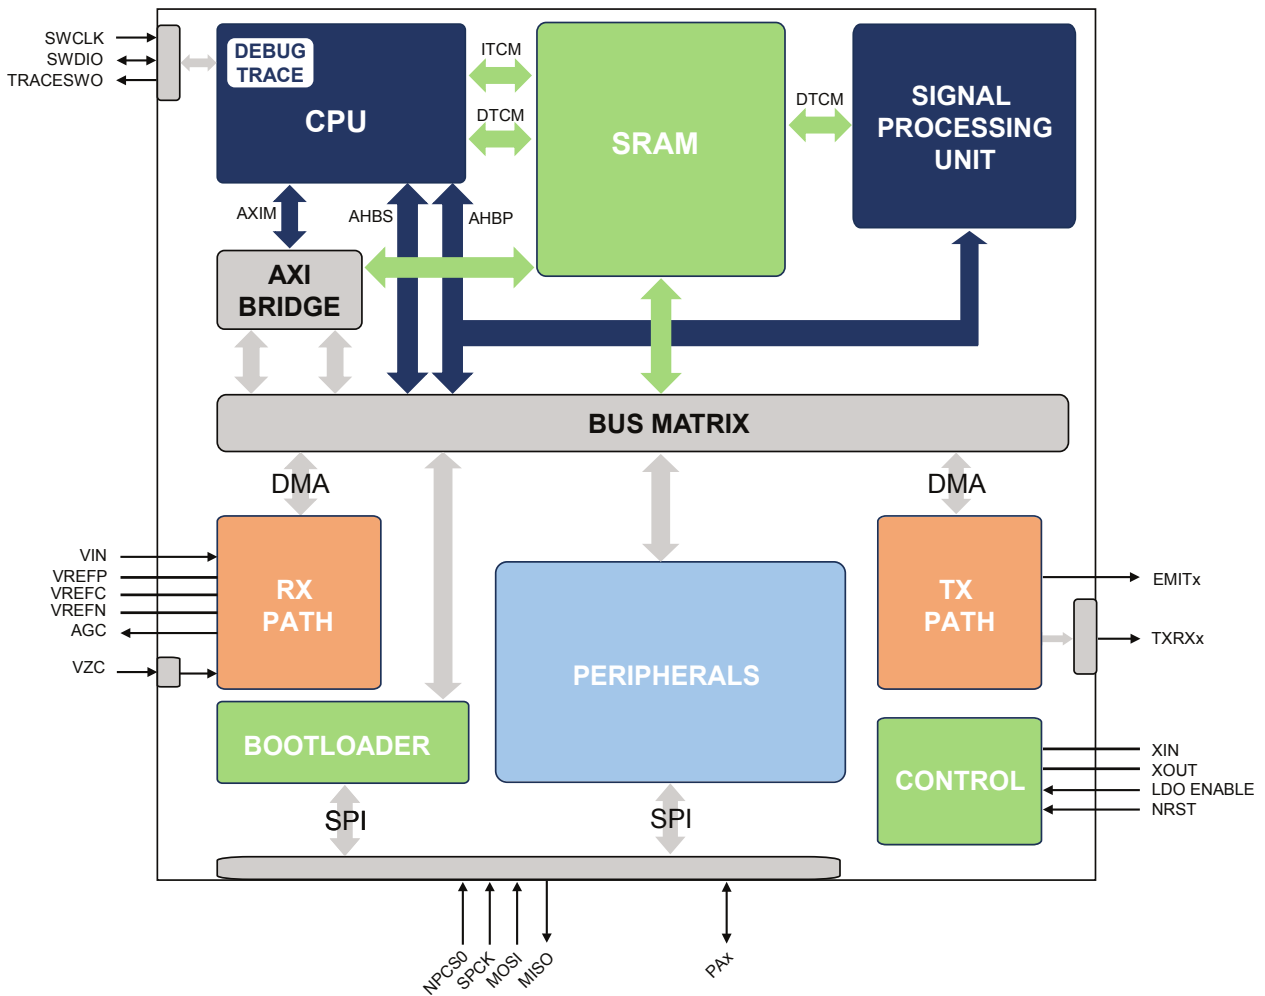 SWCLK
SWDIO
TRACESWO
DEBUG
TRACE
CPU
ITCM
DTCM
SRAM
DTCM
SIGNAL
PROCESSING
UNIT
AXIM
AHBS
AHBP
AXI
BRIDGE
BUS MATRIX
DMA
DMA
VIN
VREFP
VREFC
VREFN
AGC
VZC
RX
PATH
PERIPHERALS
TX
PATH
EMITx
TXRXx
BOOTLOADER
CONTROL
XIN
XOUT
LDO ENABLE
NRST
SPI
SPI
NPCS0
SPCK
MOSI
MISO
PAx